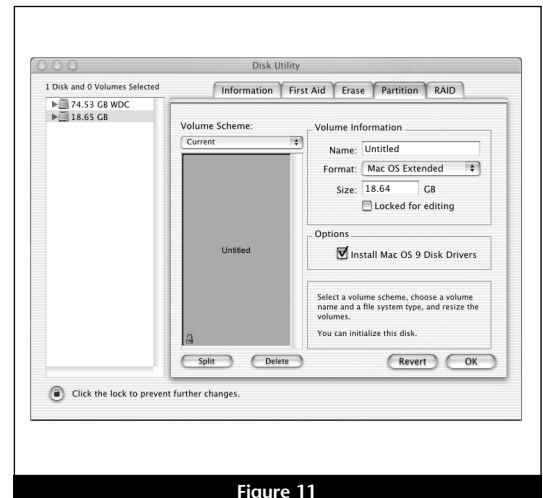 Disk Utility
1 Disk and 0 Volumes Selected
74.53 GB WDC
18.65 GB
Information
First Aid
Erase
Partition
RAID
Volume Scheme:
Current
Untitled
Split
Delete
Volume Information
Name: Untitled
Format: Mac OS Extended
Size: 18.64 GB
Locked for editing
Options
Install Mac OS 9 Disk Drivers
Select a volume scheme, choose a volume
name and a file system type, and resize the
volumes.
You can initialize this disk.
Revert
OK
Click the lock to prevent further changes.
Figure 11